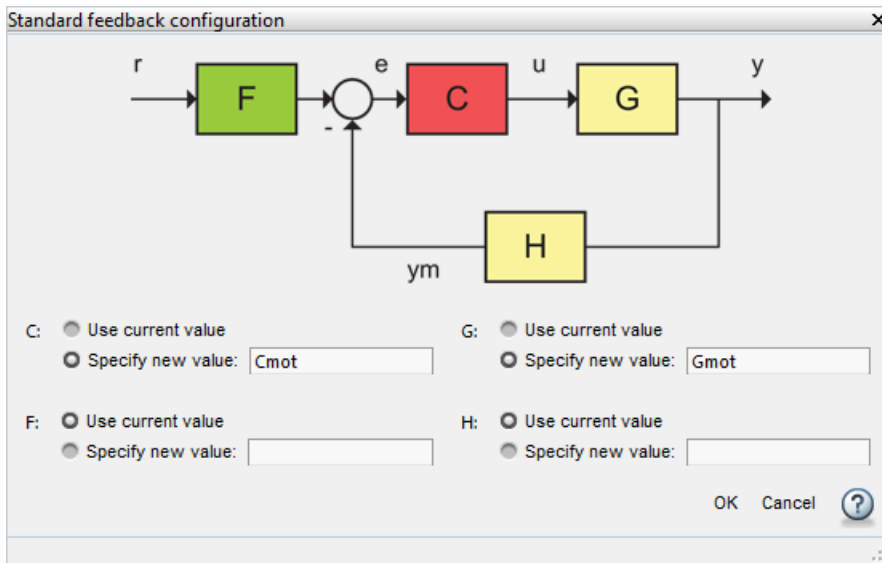 Standard feedback configuration
r e u y
F C G
-
H
ym
C: Use current value
Specify new value: Cmot
G: Use current value
Specify new value: Gmot
F: Use current value
Specify new value:
H: Use current value
Specify new value:
OK Cancel ?